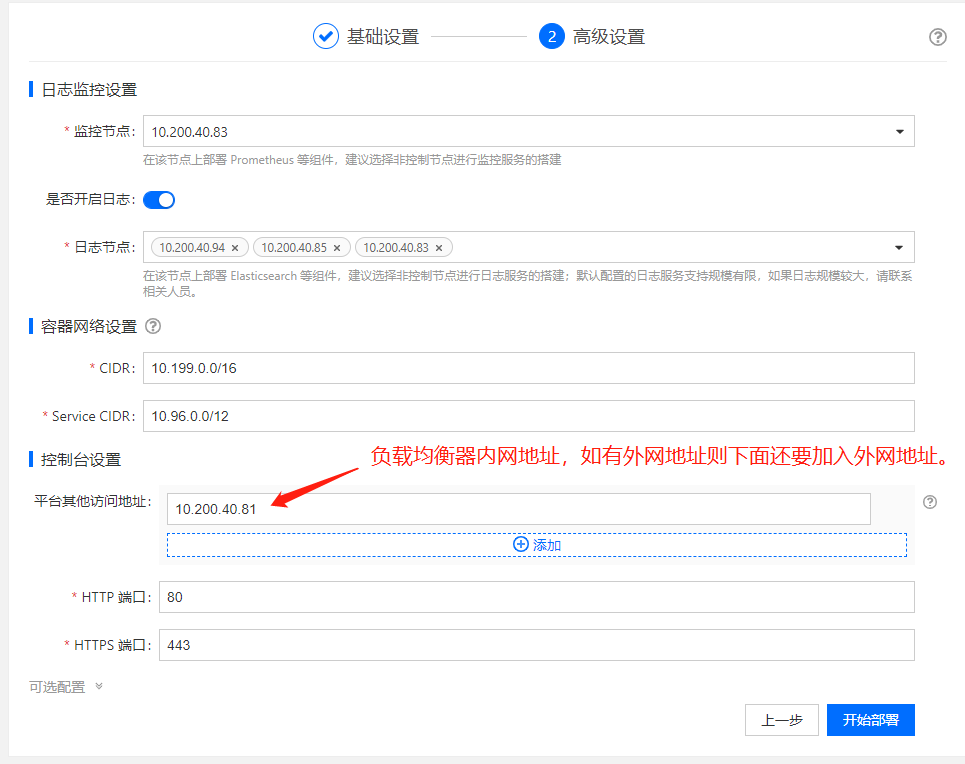 基础设置
2 高级设置
日志监控设置
* 监控节点: 10.200.40.83
在该节点上部署 Prometheus 等组件，建议选择非控制节点进行监控服务的搭建
是否开启日志:
* 日志节点: 10.200.40.94 × 10.200.40.85 × 10.200.40.83 ×
在该节点上部署 Elasticsearch 等组件，建议选择非控制节点进行日志服务的搭建；默认配置的日志服务支持规模有限，如果日志规模较大，请联系
相关人员。
容器网络设置 ?
* CIDR: 10.199.0.0/16
* Service CIDR: 10.96.0.0/12
控制台设置
负载均衡器内网地址，如有外网地址则下面还要加入外网地址。
平台其他访问地址: 10.200.40.81
添加
* HTTP 端口: 80
* HTTPS 端口: 443
可选配置
上一步 开始部署